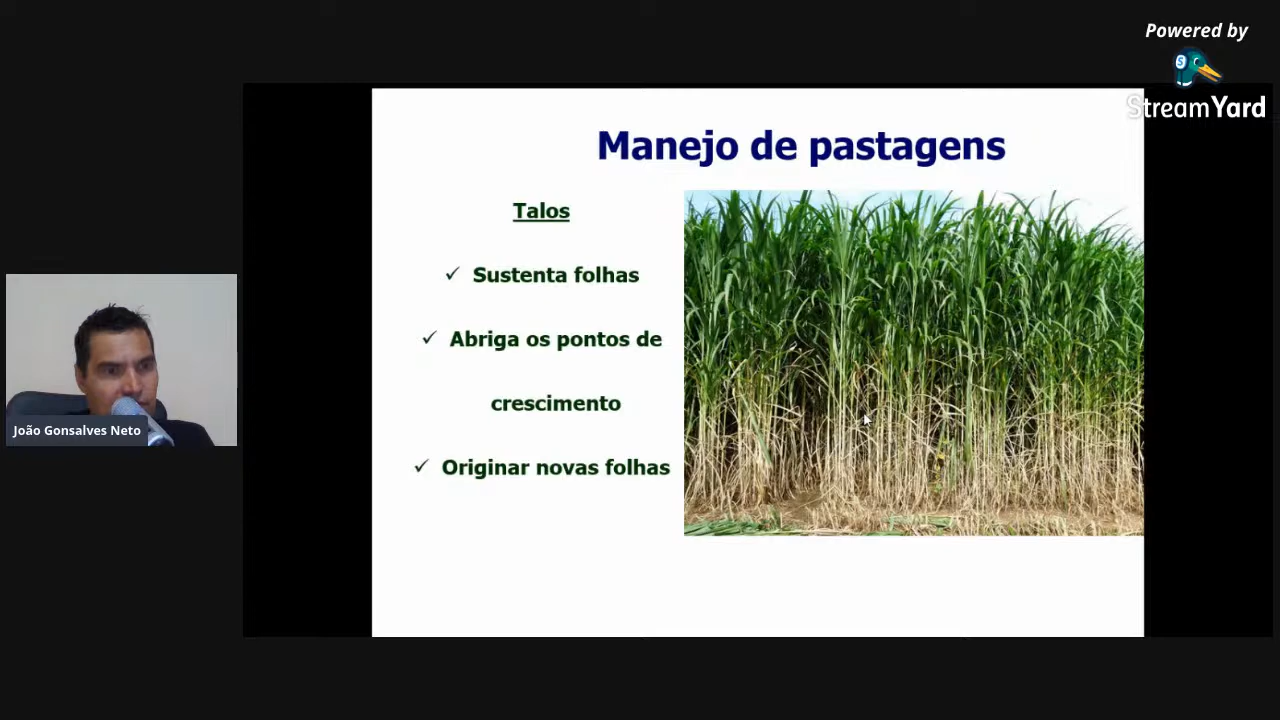 Powered by
StreamYard
Manejo de pastagens
Talos
✓ Sustenta folhas
✓ Abriga os pontos de
crescimento
✓ Originar novas folhas
João Gonsalves Neto